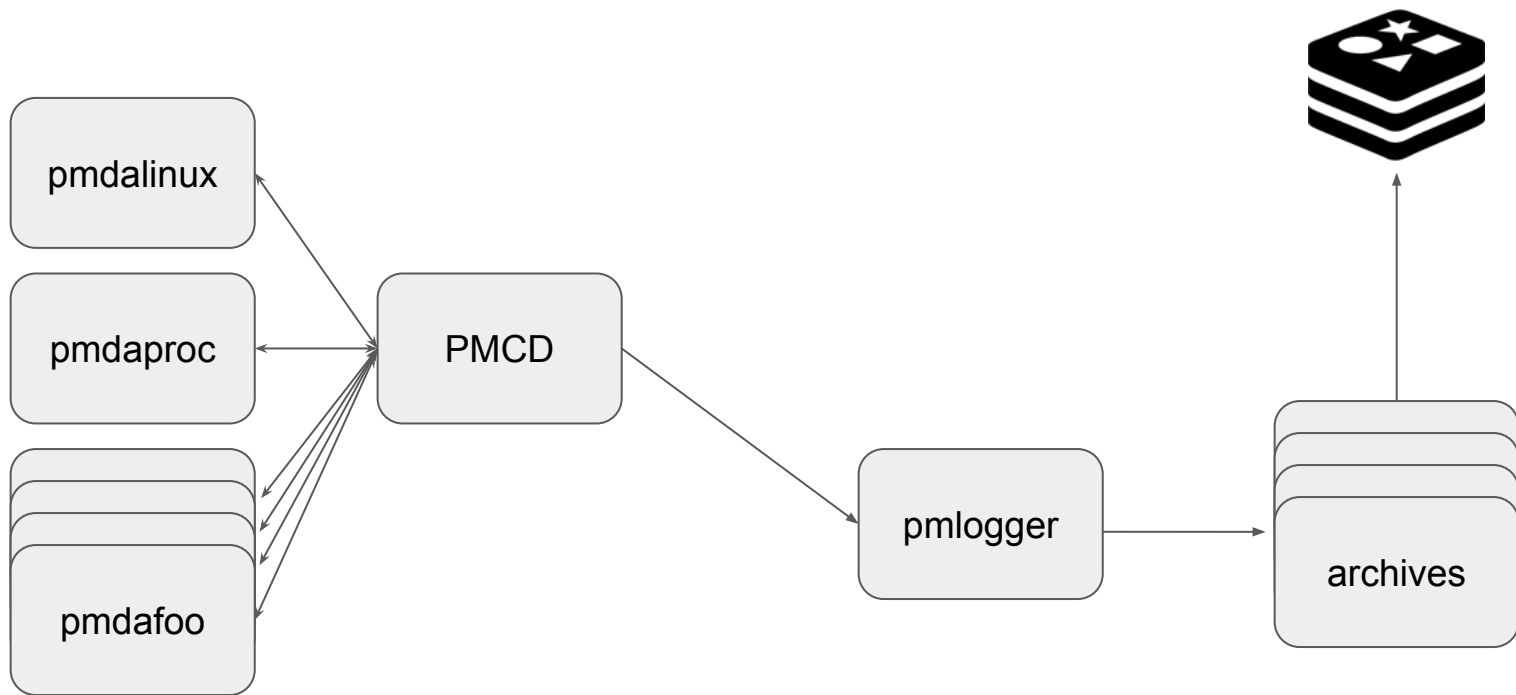 pmdalinux
pmdaproc
PMCD
pmdafoo
pmlogger
archives